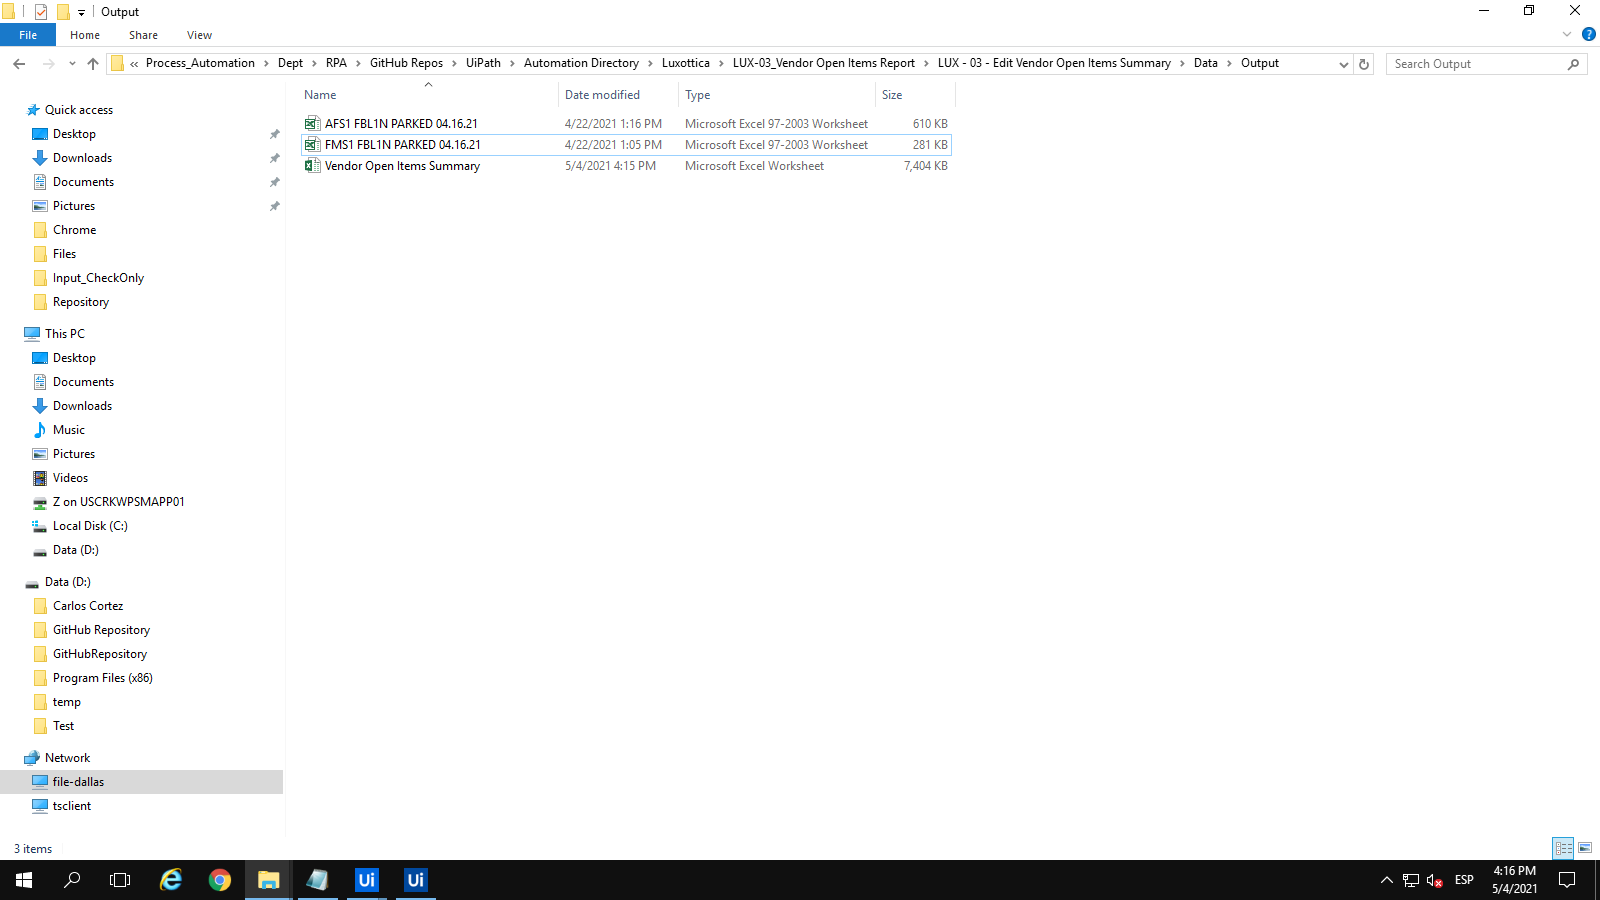 Output
File Home Share View
« Process_Automation > Dept > RPA > GitHub Repos > UiPath > Automation Directory > Luxottica > LUX-03_Vendor Open Items Report > LUX - 03 - Edit Vendor Open Items Summary > Data > Output
Search Output
Name Date modified Type Size
AFS1 FBL1N PARKED 04.16.21 4/22/2021 1:16 PM Microsoft Excel 97-2003 Worksheet 610 KB
FMS1 FBL1N PARKED 04.16.21 4/22/2021 1:05 PM Microsoft Excel 97-2003 Worksheet 281 KB
Vendor Open Items Summary 5/4/2021 4:15 PM Microsoft Excel Worksheet 7,404 KB
Quick access
Desktop
Downloads
Documents
Pictures
Chrome
Files
Input_CheckOnly
Repository
This PC
Desktop
Documents
Downloads
Music
Pictures
Videos
Z on USCRKWPSMAPP01
Local Disk (C:)
Data (D:)
Data (D:)
Carlos Cortez
GitHub Repository
GitHubRepository
Program Files (x86)
temp
Test
Network
file-dallas
tsclient
3 items
Ui Ui
ESP
4:16 PM
5/4/2021